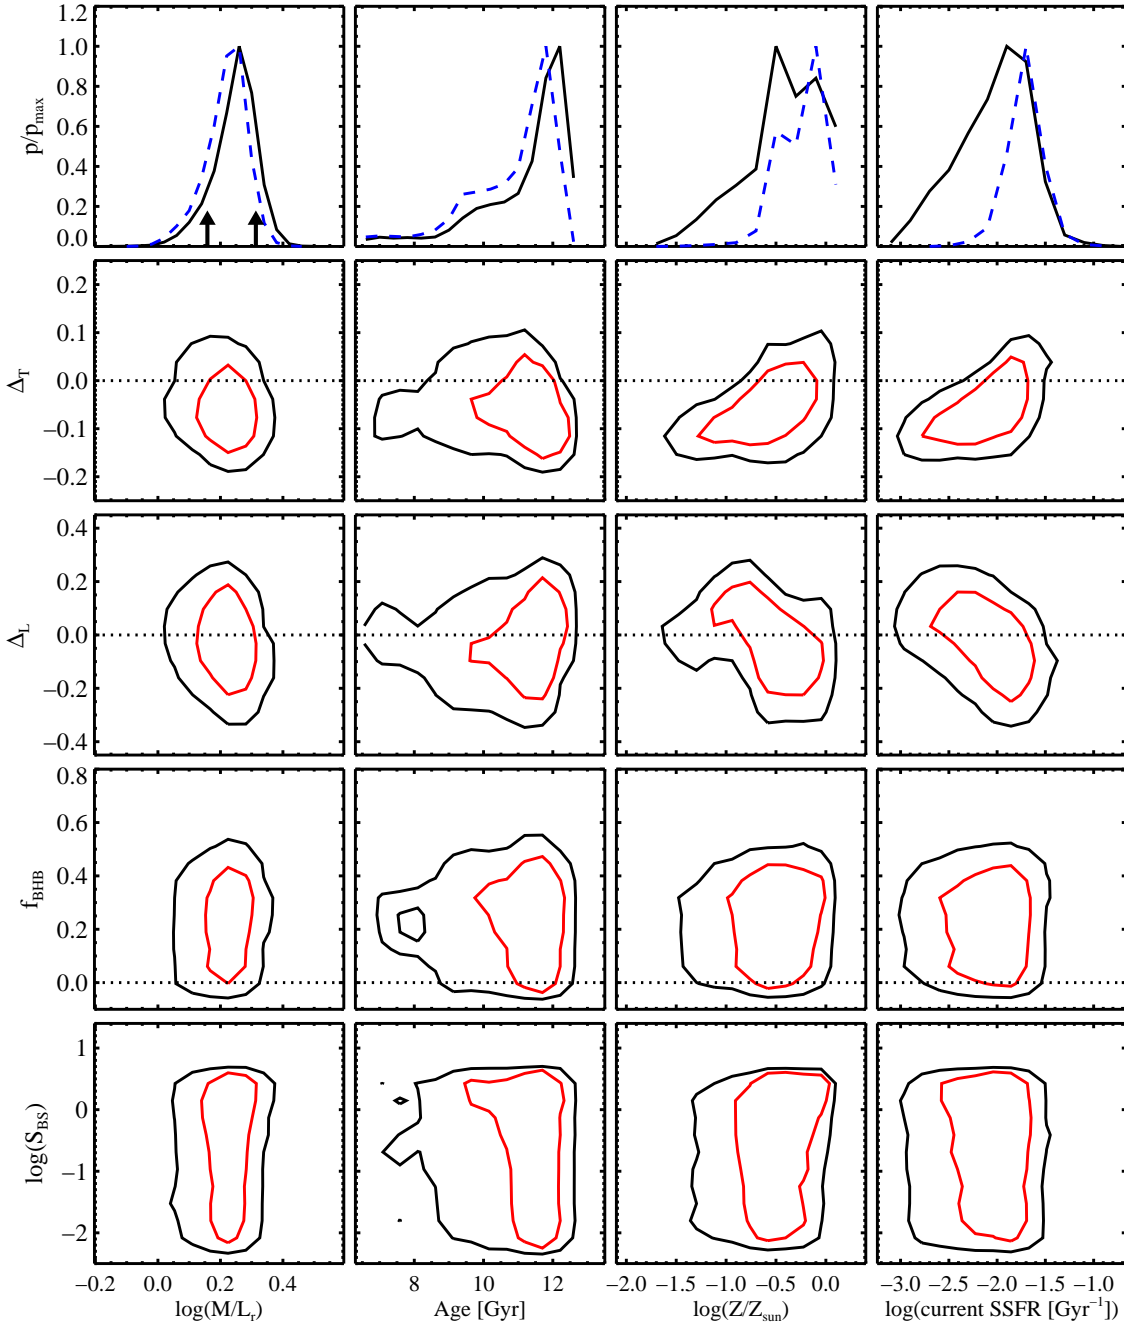 1.2
1.0
0.8
0.6
0.4
0.2
0.0
p/p_max
0.2
0.1
0.0
−0.1
−0.2
Δ_T
0.4
0.2
0.0
−0.2
−0.4
Δ_L
0.8
0.6
0.4
0.2
0.0
f_BHB
1
0
−1
−2
log(S_BS)
−0.2 0.0 0.2 0.4
8 10 12
−2.0 −1.5 −1.0 −0.5 0.0
−3.0 −2.5 −2.0 −1.5 −1.0
log(M/L_r)
Age [Gyr]
log(Z/Z_sun)
log(current SSFR [Gyr⁻¹])